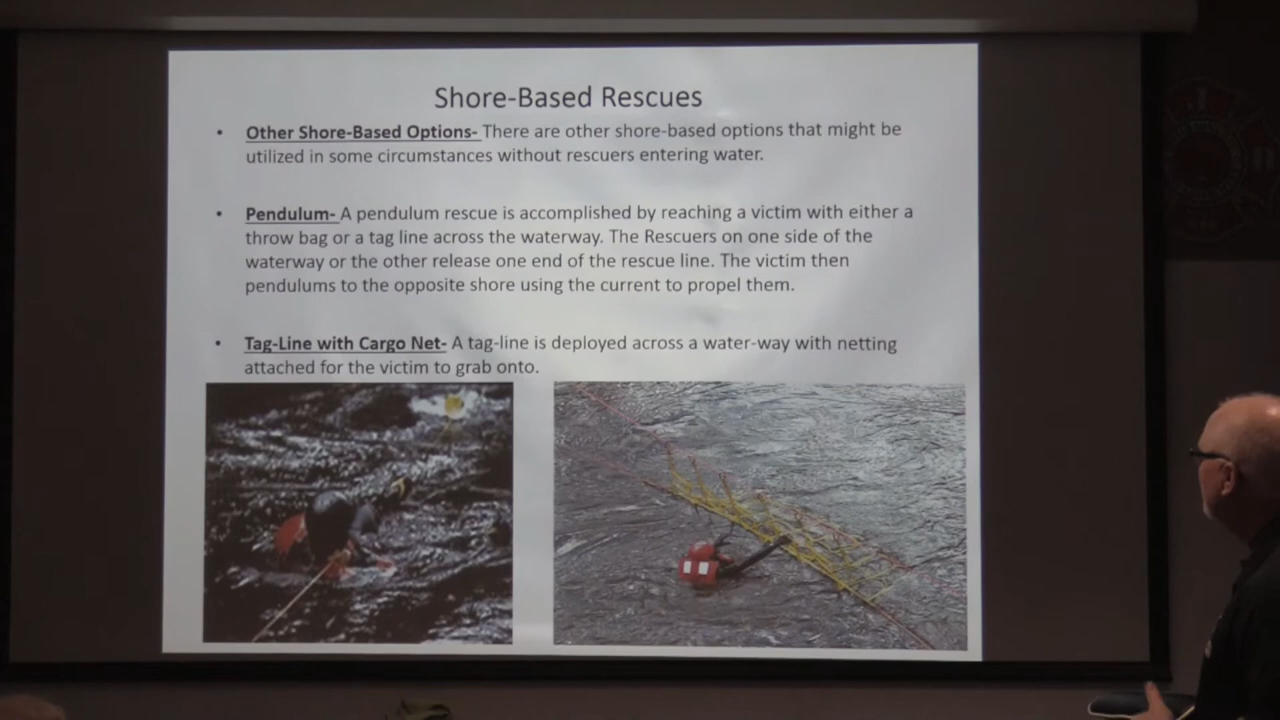 Shore-Based Rescues
• Other Shore-Based Options- There are other shore-based options that might be
utilized in some circumstances without rescuers entering water.
• Pendulum- A pendulum rescue is accomplished by reaching a victim with either a
throw bag or a tag line across the waterway. The Rescuers on one side of the
waterway or the other release one end of the rescue line. The victim then
pendulums to the opposite shore using the current to propel them.
• Tag-Line with Cargo Net- A tag-line is deployed across a water-way with netting
attached for the victim to grab onto.